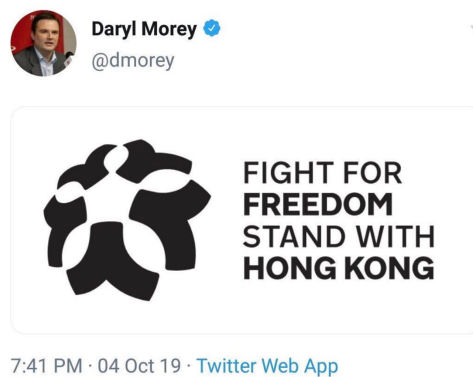 Daryl Morey
@dmorey
FIGHT FOR
FREEDOM
STAND WITH
HONG KONG
7:41 PM · 04 Oct 19 · Twitter Web App